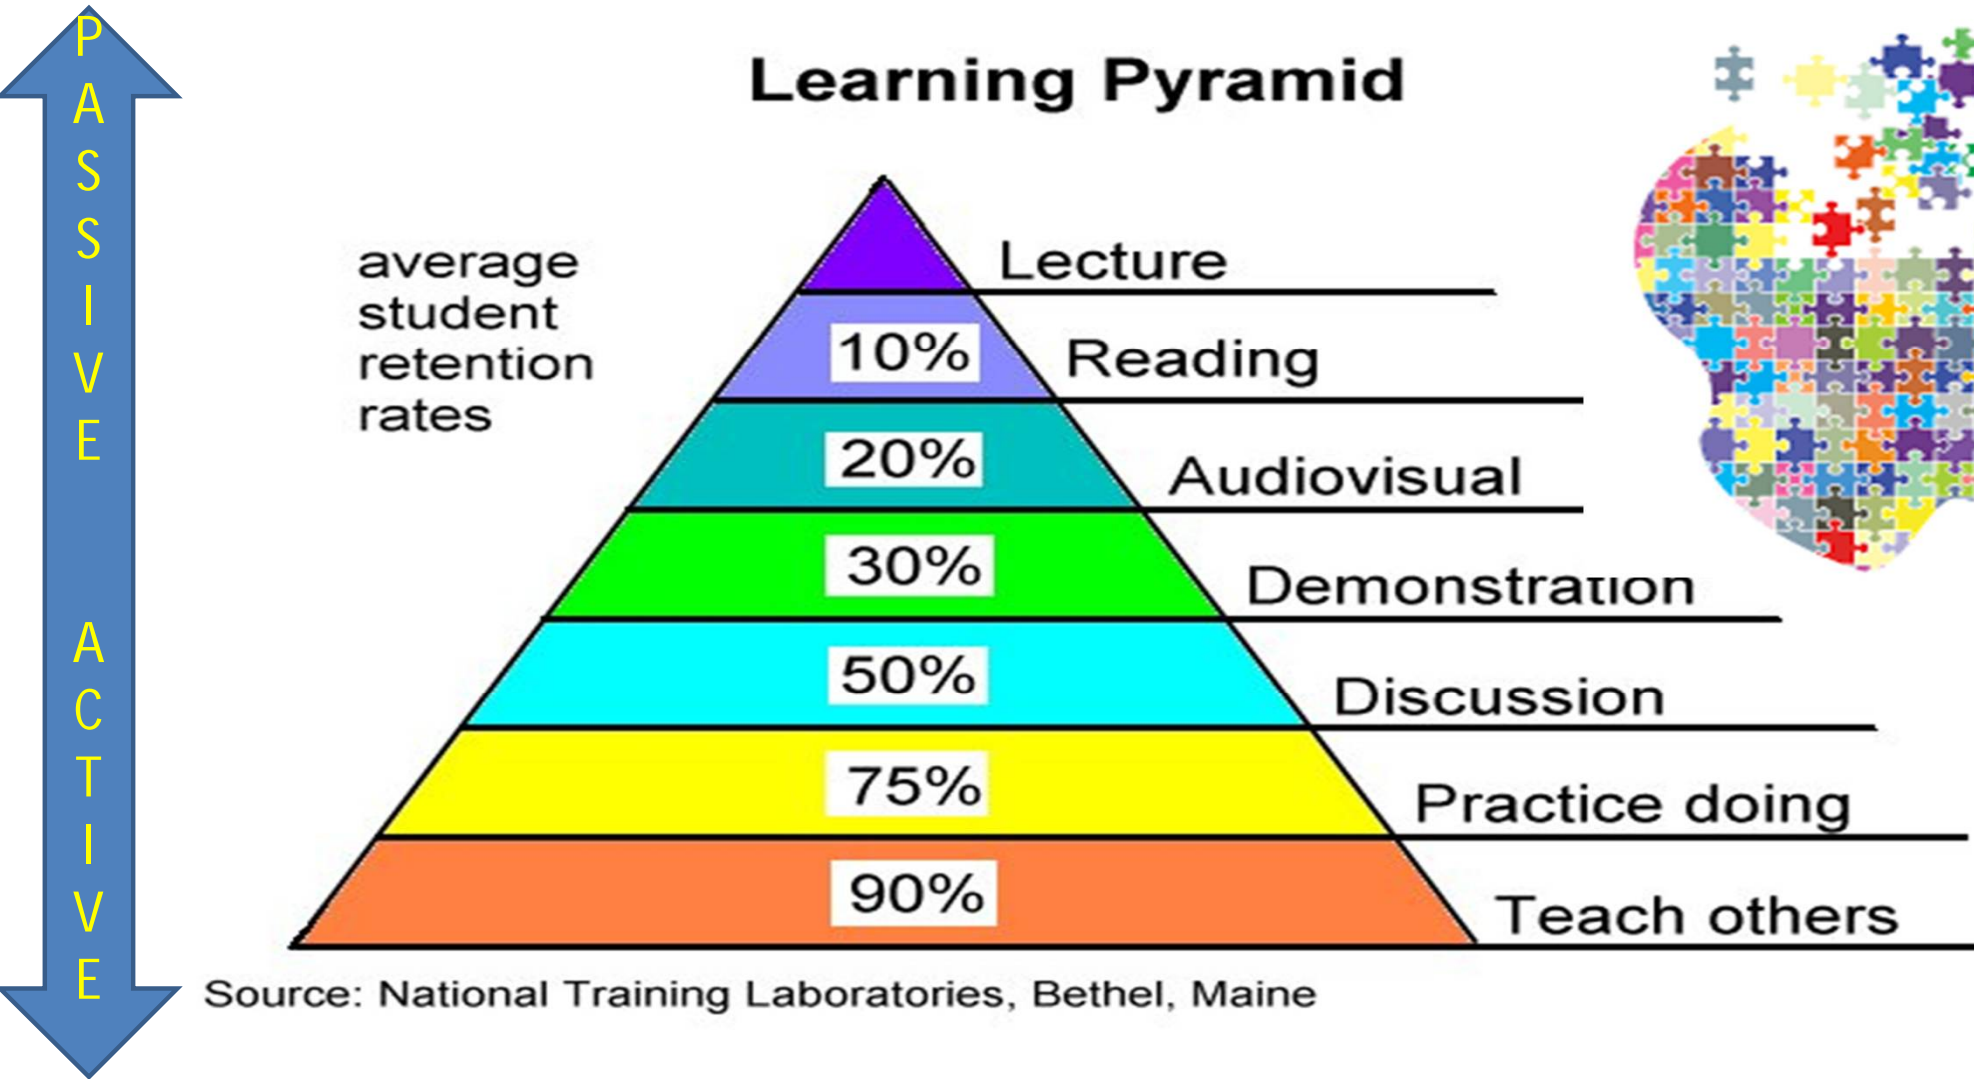 PASSIVE
ACTIVE
Learning Pyramid
average
student
retention
rates
Lecture
10% Reading
20% Audiovisual
30% Demonstration
50% Discussion
75% Practice doing
90% Teach others
Source: National Training Laboratories, Bethel, Maine